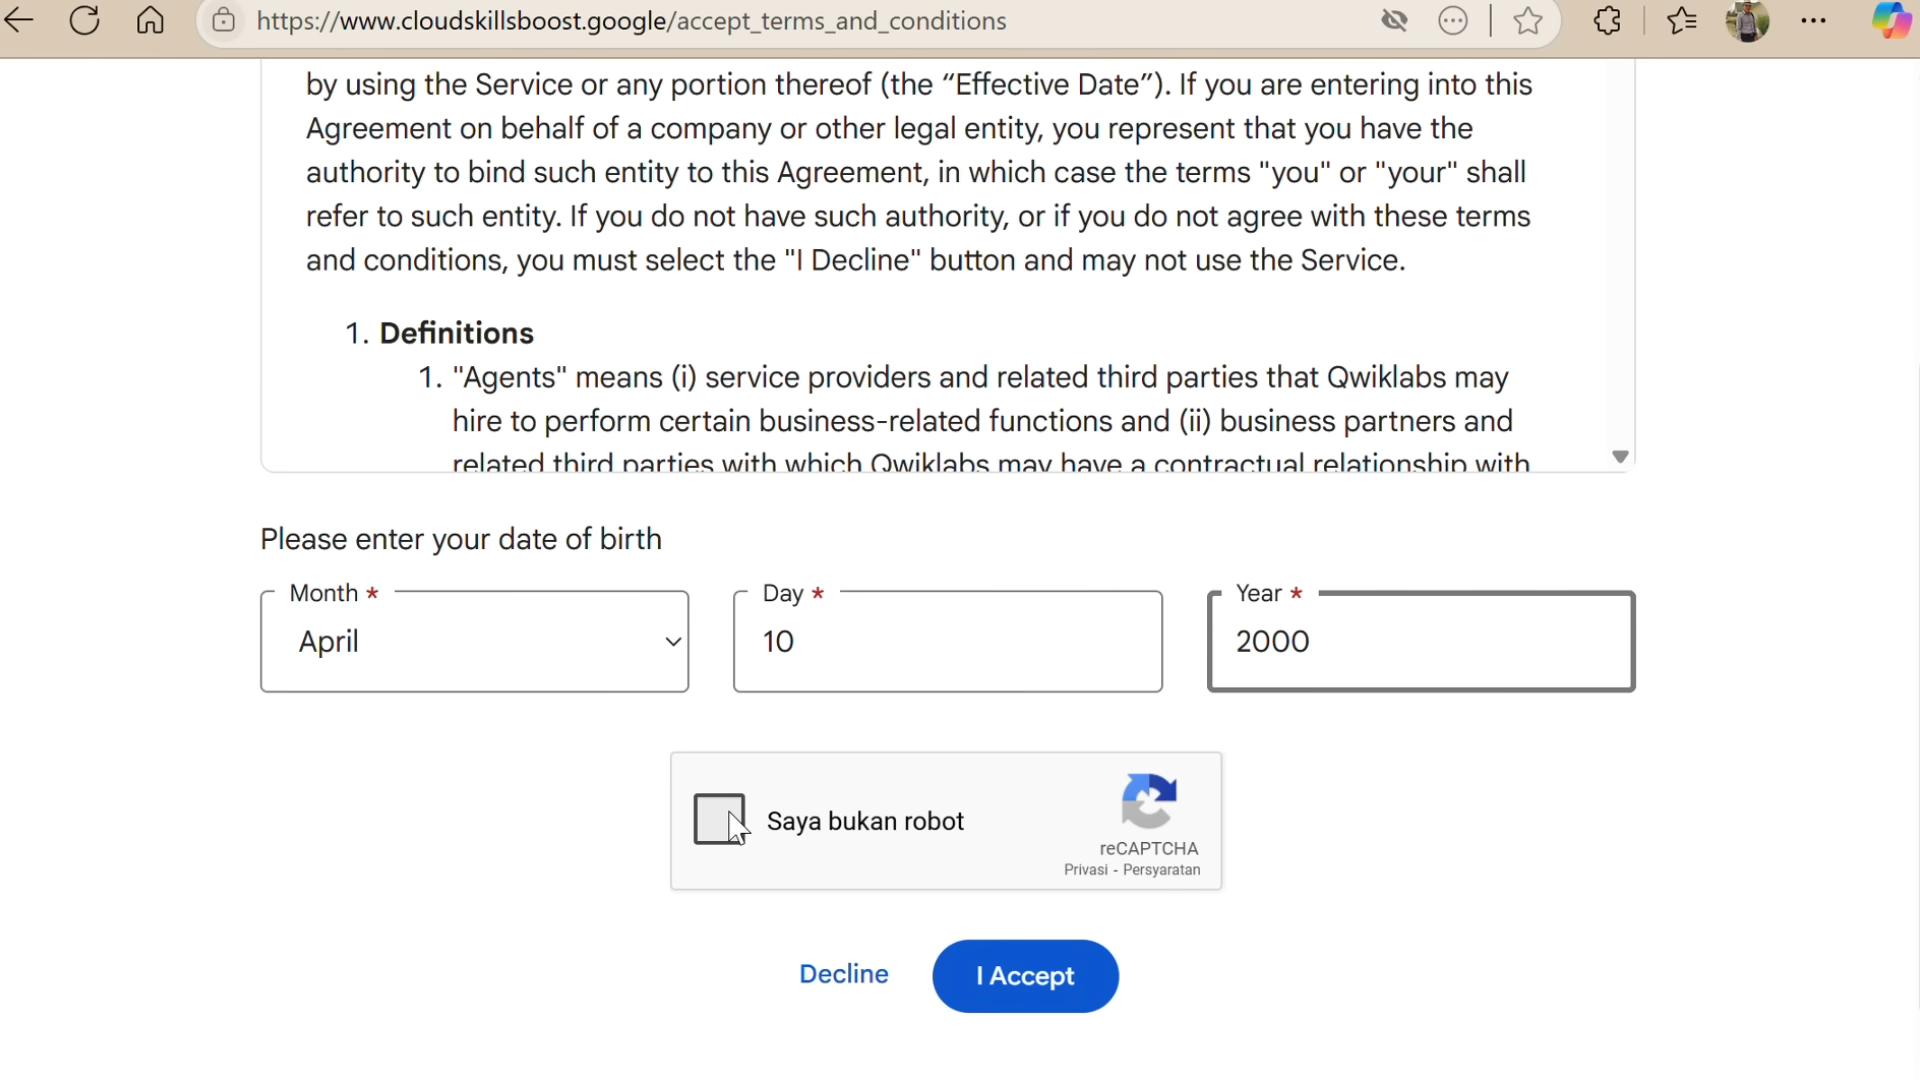 https://www.cloudskillsboost.google/accept_terms_and_conditions
by using the Service or any portion thereof (the “Effective Date”). If you are entering into this
Agreement on behalf of a company or other legal entity, you represent that you have the
authority to bind such entity to this Agreement, in which case the terms "you" or "your" shall
refer to such entity. If you do not have such authority, or if you do not agree with these terms
and conditions, you must select the "I Decline" button and may not use the Service.
1. Definitions
1. "Agents" means (i) service providers and related third parties that Qwiklabs may
hire to perform certain business-related functions and (ii) business partners and
related third parties with which Qwiklabs may have a contractual relationship with
Please enter your date of birth
Month * Day * Year *
April 10 2000
Saya bukan robot
reCAPTCHA
Privasi - Persyaratan
Decline I Accept